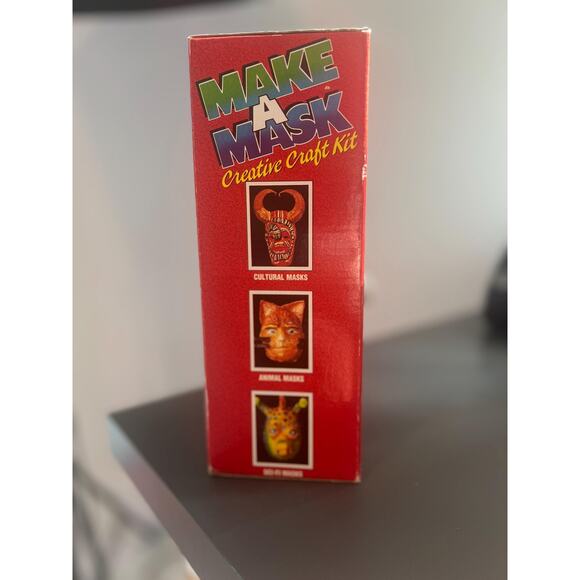 MAKE
A
MASK
Creative Craft Kit
CULTURAL MASKS
ANIMAL MASKS
SCI-FI MASKS